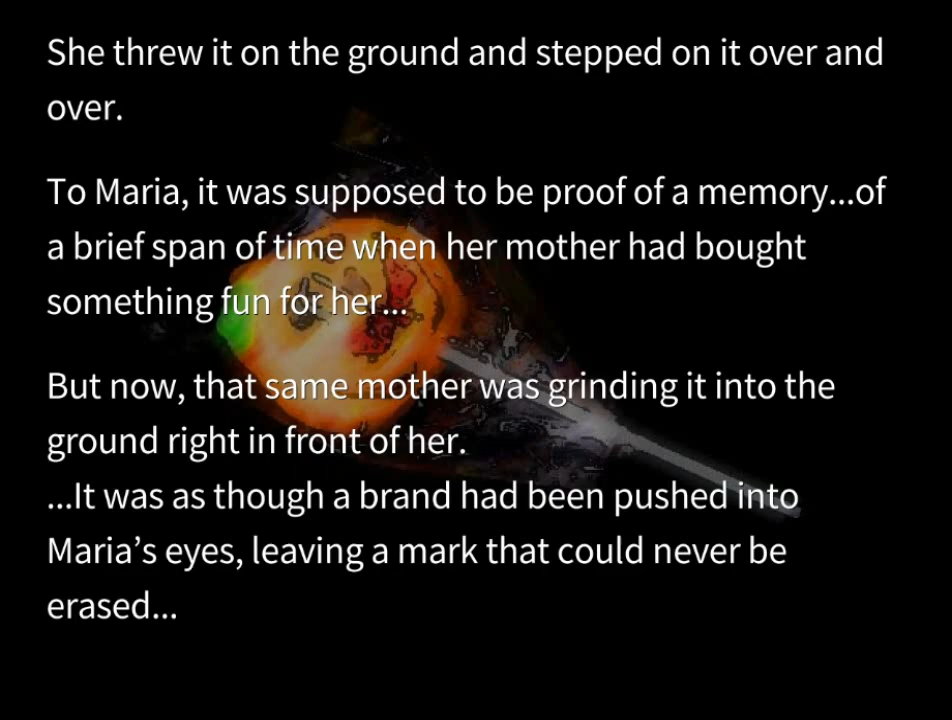 She threw it on the ground and stepped on it over and
over.
To Maria, it was supposed to be proof of a memory...of
a brief span of time when her mother had bought
something fun for her...
But now, that same mother was grinding it into the
ground right in front of her.
...It was as though a brand had been pushed into
Maria’s eyes, leaving a mark that could never be
erased...